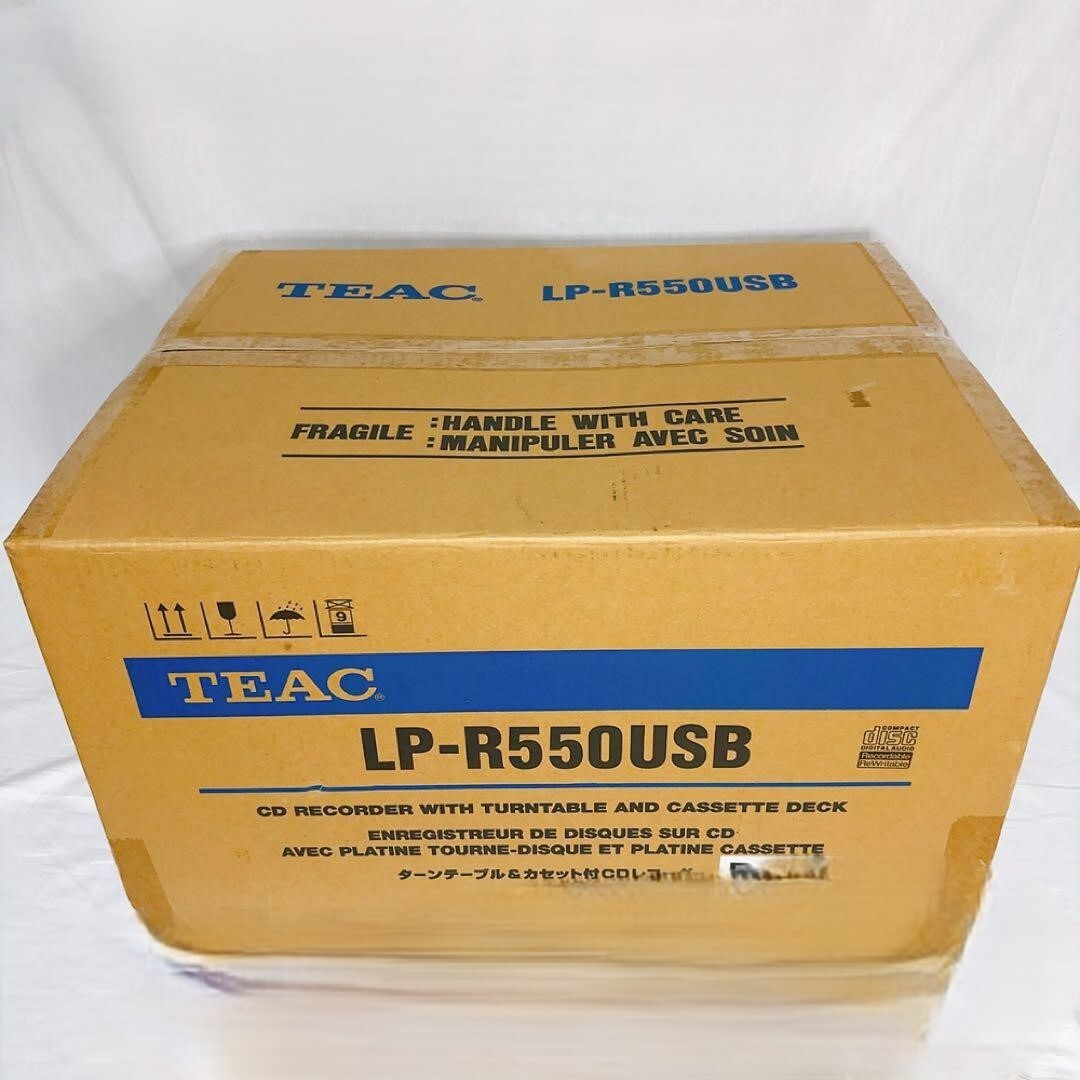 TEAC® LP-R550USB
FRAGILE :HANDLE WITH CARE
:MANIPULER AVEC SOIN
9
TEAC®
LP-R550USB
COMPACT
disc
DIGITAL AUDIO
Recordable
ReWritable
CD RECORDER WITH TURNTABLE AND CASSETTE DECK
ENREGISTREUR DE DISQUES SUR CD
AVEC PLATINE TOURNE-DISQUE ET PLATINE CASSETTE
ターンテーブル&カセット付CDレコーダ